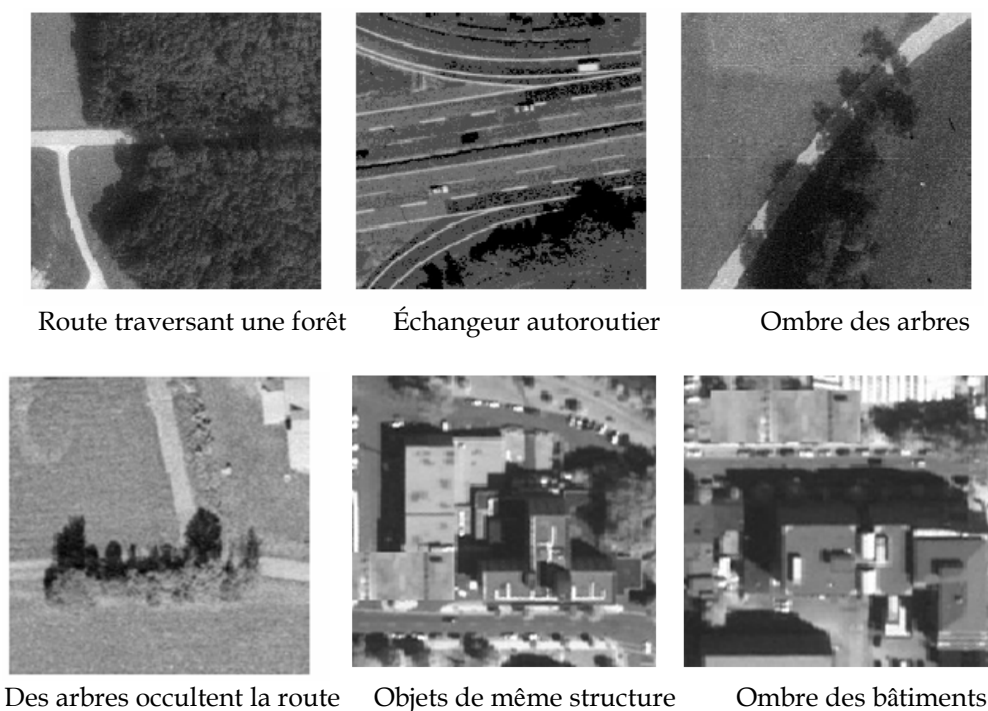 Route traversant une forêt
Échangeur autoroutier
Ombre des arbres
Des arbres occultent la route
Objets de même structure
Ombre des bâtiments